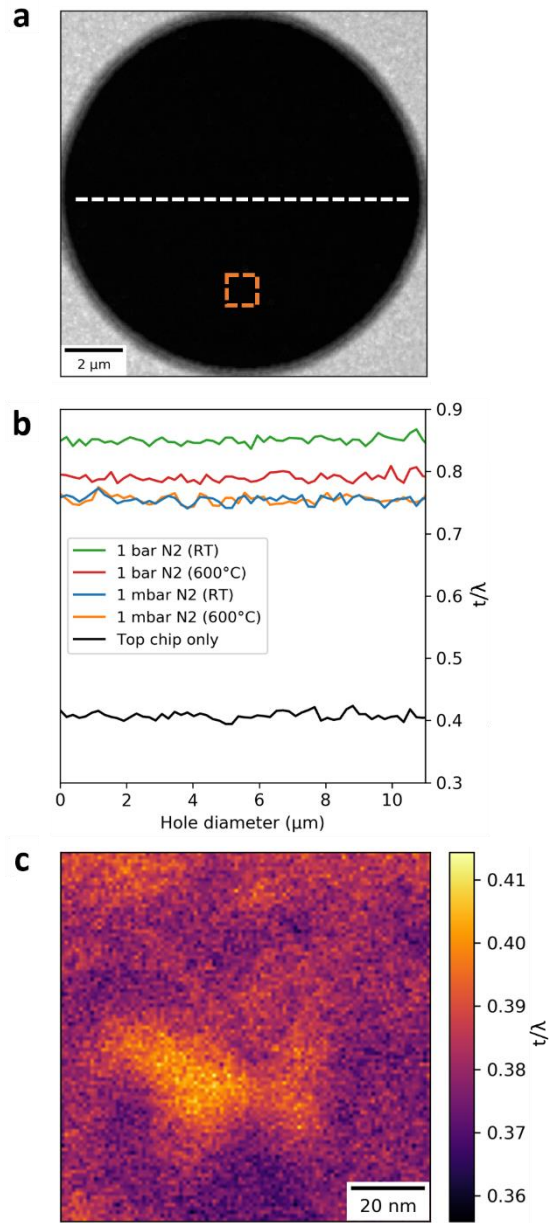 a
2 μm
b
0.9
0.8
0.7
0.6
0.5
0.4
0.3
t/λ
1 bar N2 (RT)
1 bar N2 (600°C)
1 mbar N2 (RT)
1 mbar N2 (600°C)
Top chip only
0 2 4 6 8 10
Hole diameter (μm)
c
0.41
0.40
0.39
0.38
0.37
0.36
t/λ
20 nm